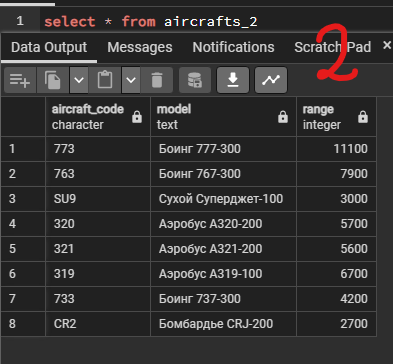 1 select * from aircrafts_2
Data Output Messages Notifications Scratch Pad
2
aircraft_code model range
character text integer
1 773 Боинг 777-300 11100
2 763 Боинг 767-300 7900
3 SU9 Сухой Суперджет-100 3000
4 320 Аэробус A320-200 5700
5 321 Аэробус A321-200 5600
6 319 Аэробус A319-100 6700
7 733 Боинг 737-300 4200
8 CR2 Бомбардье CRJ-200 2700